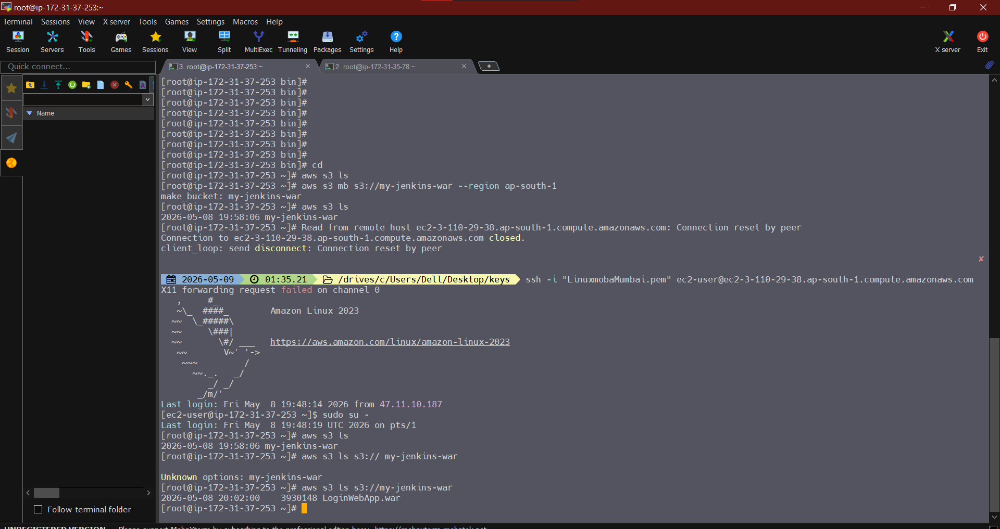 root@ip-172-31-37-253:~
Terminal Sessions View X server Tools Games Settings Macros Help
Session Servers Tools Games Sessions View Split MultiExec Tunneling Packages Settings Help X server Exit
Quick connect...
3. root@ip-172-31-37-253:~
2. root@ip-172-31-35-78:~
Name
[root@ip-172-31-37-253 bin]#
[root@ip-172-31-37-253 bin]#
[root@ip-172-31-37-253 bin]#
[root@ip-172-31-37-253 bin]#
[root@ip-172-31-37-253 bin]#
[root@ip-172-31-37-253 bin]#
[root@ip-172-31-37-253 bin]#
[root@ip-172-31-37-253 bin]#
[root@ip-172-31-37-253 bin]# cd
[root@ip-172-31-37-253 ~]# aws s3 ls
[root@ip-172-31-37-253 ~]# aws s3 mb s3://my-jenkins-war --region ap-south-1
make_bucket: my-jenkins-war
[root@ip-172-31-37-253 ~]# aws s3 ls
2026-05-08 19:58:06 my-jenkins-war
[root@ip-172-31-37-253 ~]# Read from remote host ec2-3-110-29-38.ap-south-1.compute.amazonaws.com: Connection reset by peer
Connection to ec2-3-110-29-38.ap-south-1.compute.amazonaws.com closed.
client_loop: send disconnect: Connection reset by peer
2026-05-09 01:35.21 /drives/c/Users/Dell/Desktop/keys ssh -i "LinuxmobaMumbai.pem" ec2-user@ec2-3-110-29-38.ap-south-1.compute.amazonaws.com
X11 forwarding request failed on channel 0
   ,     #_
   ~\_  ####_        Amazon Linux 2023
  ~~  \_#####\
  ~~     \###|
  ~~       \#/ ___   https://aws.amazon.com/linux/amazon-linux-2023
   ~~       V~' '->
    ~~~         /
      ~~._.   _/
         _/ _/
       _/m/'
Last login: Fri May  8 19:48:14 2026 from 47.11.10.187
[ec2-user@ip-172-31-37-253 ~]$ sudo su -
Last login: Fri May  8 19:48:19 UTC 2026 on pts/1
[root@ip-172-31-37-253 ~]# aws s3 ls
2026-05-08 19:58:06 my-jenkins-war
[root@ip-172-31-37-253 ~]# aws s3 ls s3:// my-jenkins-war
Unknown options: my-jenkins-war
[root@ip-172-31-37-253 ~]# aws s3 ls s3://my-jenkins-war
2026-05-08 20:02:00    3930148 LoginWebApp.war
[root@ip-172-31-37-253 ~]#
Follow terminal folder
UNREGISTERED VERSION - Please support MobaXterm by subscribing to the professional edition here: https://mobaxterm.mobatek.net